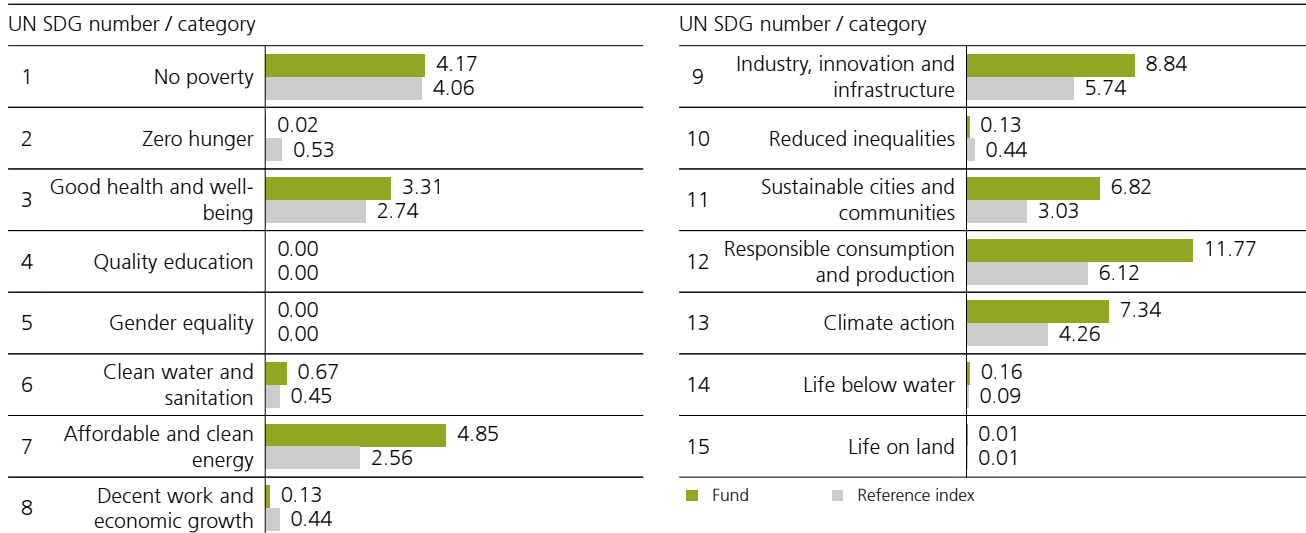 UN SDG number / category
1 No poverty 4.17
4.06
2 Zero hunger 0.02
0.53
3 Good health and well-
being 3.31
2.74
4 Quality education 0.00
0.00
5 Gender equality 0.00
0.00
6 Clean water and
sanitation 0.67
0.45
7 Affordable and clean
energy 4.85
2.56
8 Decent work and
economic growth 0.13
0.44
UN SDG number / category
9 Industry, innovation and
infrastructure 8.84
5.74
10 Reduced inequalities 0.13
0.44
11 Sustainable cities and
communities 6.82
3.03
12 Responsible consumption
and production 11.77
6.12
13 Climate action 7.34
4.26
14 Life below water 0.16
0.09
15 Life on land 0.01
0.01
Fund Reference index